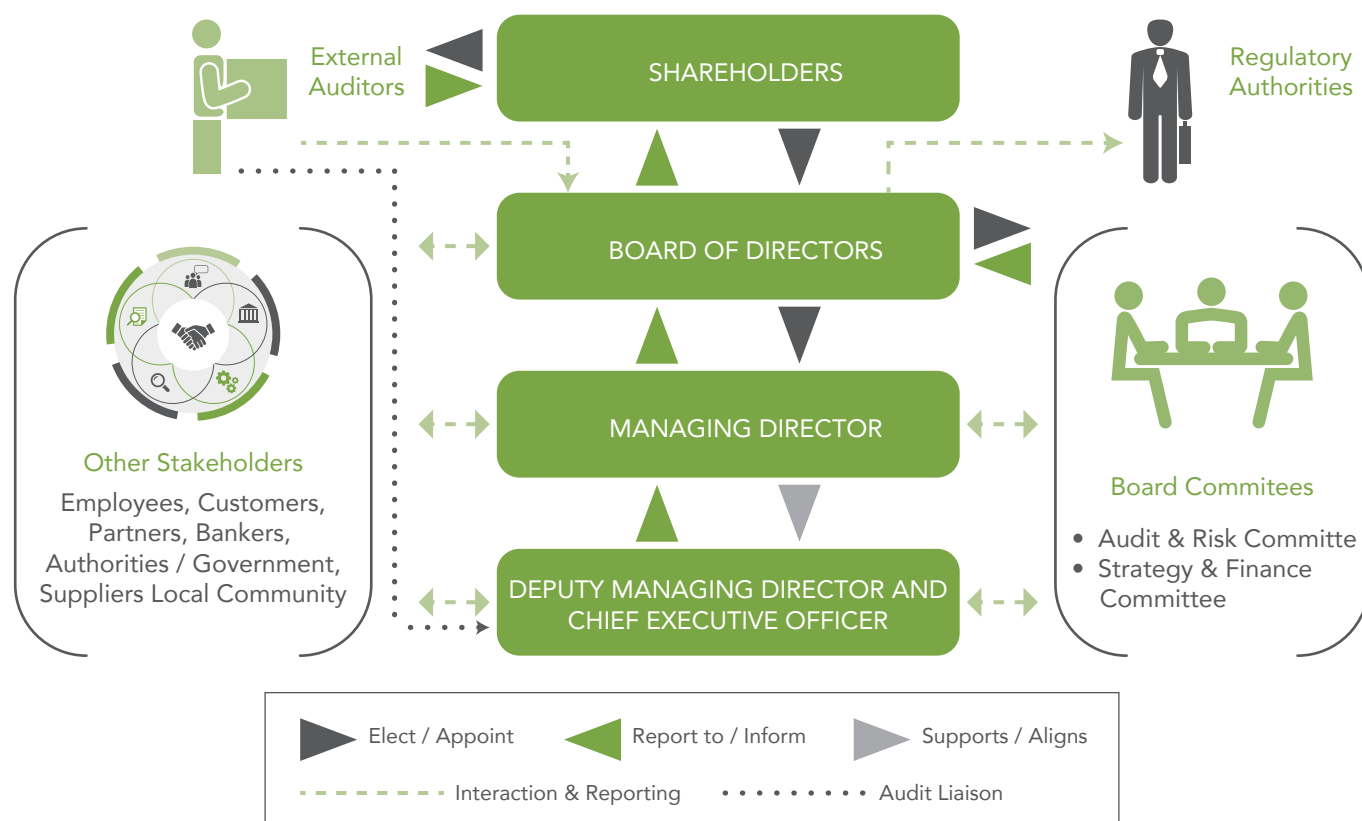 External
Auditors
SHAREHOLDERS
Regulatory
Authorities
BOARD OF DIRECTORS
MANAGING DIRECTOR
DEPUTY MANAGING DIRECTOR AND
CHIEF EXECUTIVE OFFICER
Other Stakeholders
Employees, Customers,
Partners, Bankers,
Authorities / Government,
Suppliers Local Community
Board Commitees
• Audit & Risk Committe
• Strategy & Finance
Committee
Elect / Appoint
Report to / Inform
Supports / Aligns
Interaction & Reporting
Audit Liaison